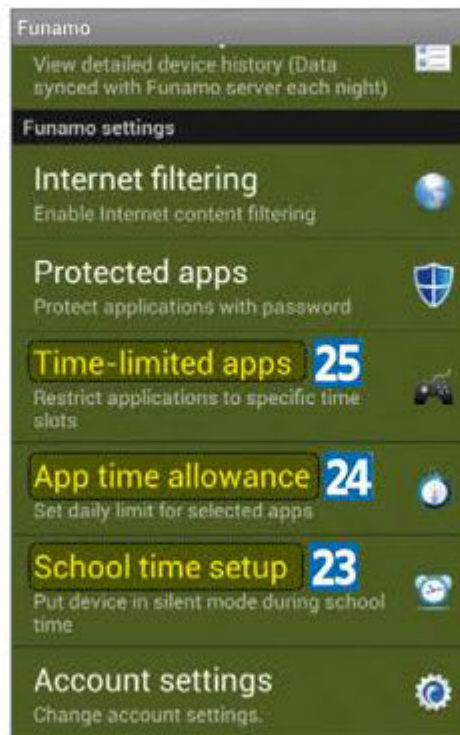 Funamo
View detailed device history (Data
synced with Funamo server each night)
Funamo settings
Internet filtering
Enable Internet content filtering
Protected apps
Protect applications with password
Time-limited apps 25
Restrict applications to specific time
slots
App time allowance 24
Set daily limit for selected apps
School time setup 23
Put device in silent mode during school
time
Account settings
Change account settings.